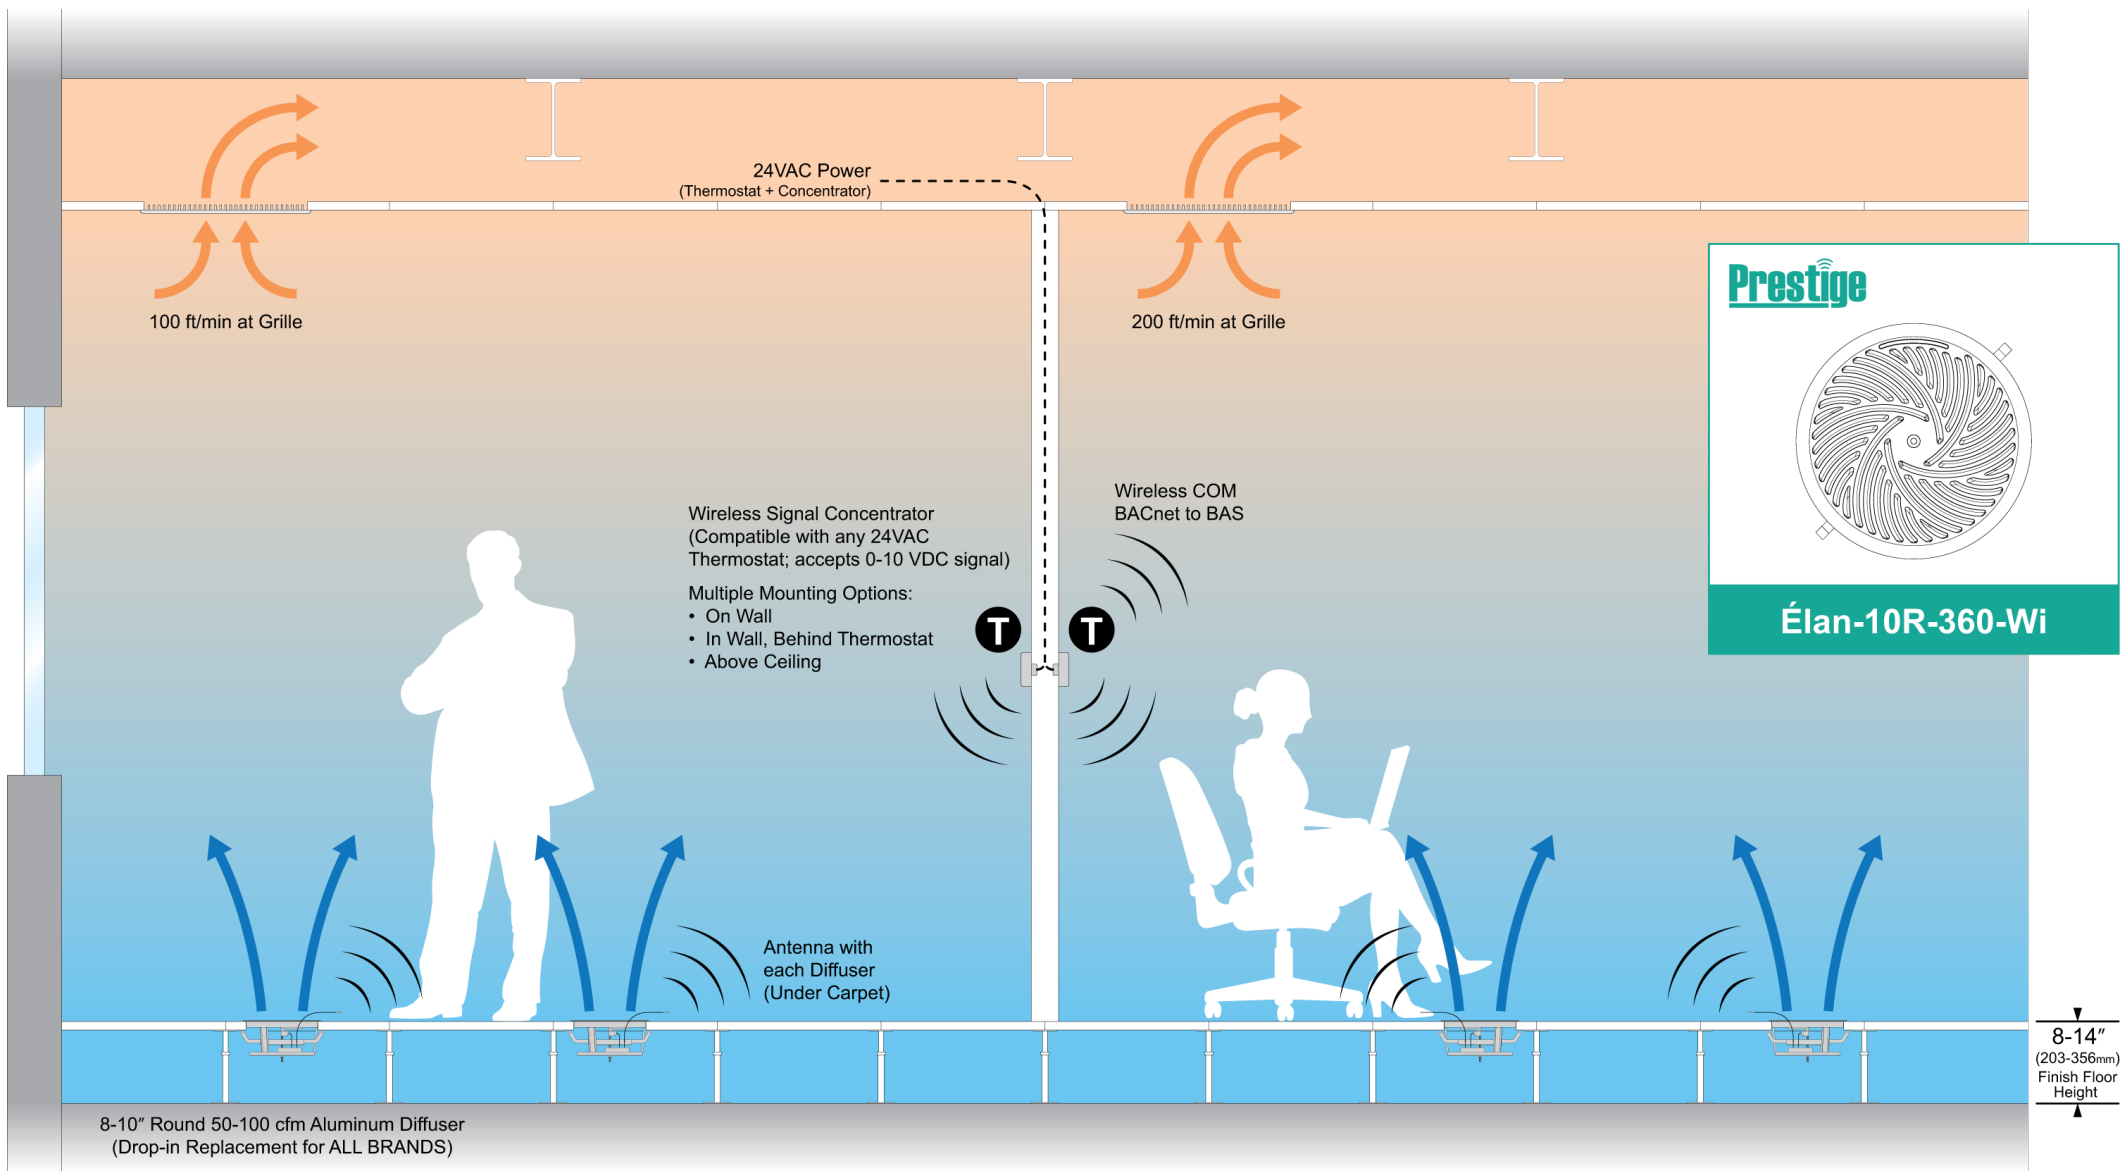 24VAC Power
(Thermostat + Concentrator)
100 ft/min at Grille
200 ft/min at Grille
Prestige
Élan-10R-360-Wi
Wireless Signal Concentrator
(Compatible with any 24VAC
Thermostat; accepts 0-10 VDC signal)
Multiple Mounting Options:
• On Wall
• In Wall, Behind Thermostat
• Above Ceiling
Wireless COM
BACnet to BAS
T
T
Antenna with
each Diffuser
(Under Carpet)
8-14″
(203-356mm)
Finish Floor
Height
8-10″ Round 50-100 cfm Aluminum Diffuser
(Drop-in Replacement for ALL BRANDS)